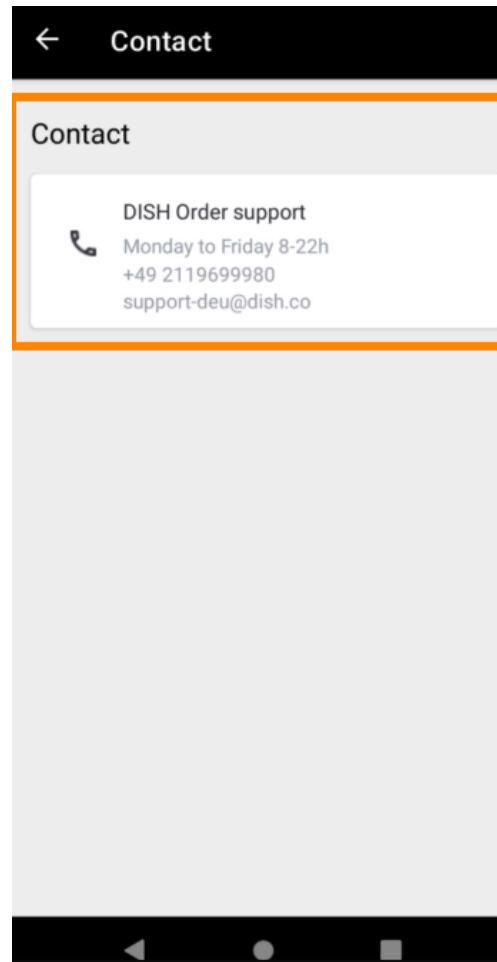 Contact
Contact
DISH Order support
Monday to Friday 8-22h
+49 2119699980
support-deu@dish.co